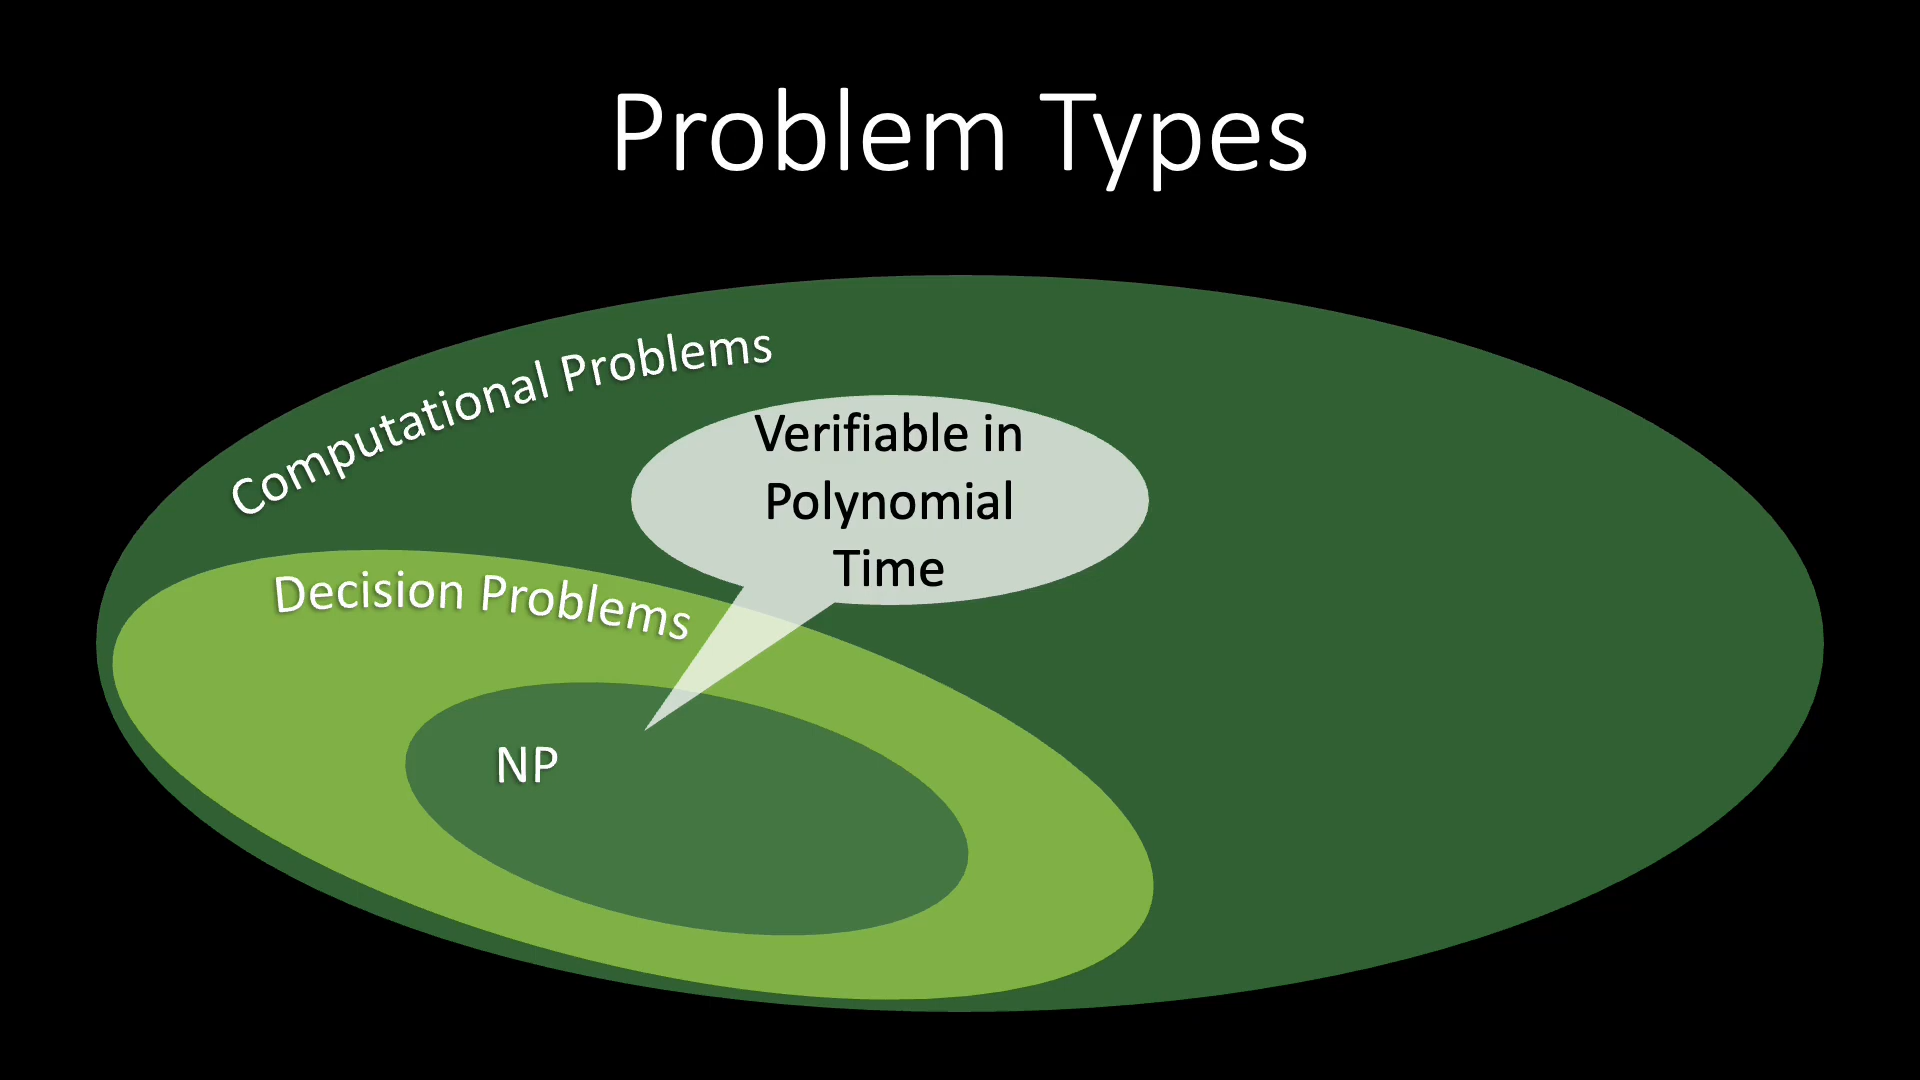 Problem Types
Computational Problems
Verifiable in
Polynomial
Time
Decision Problems
NP